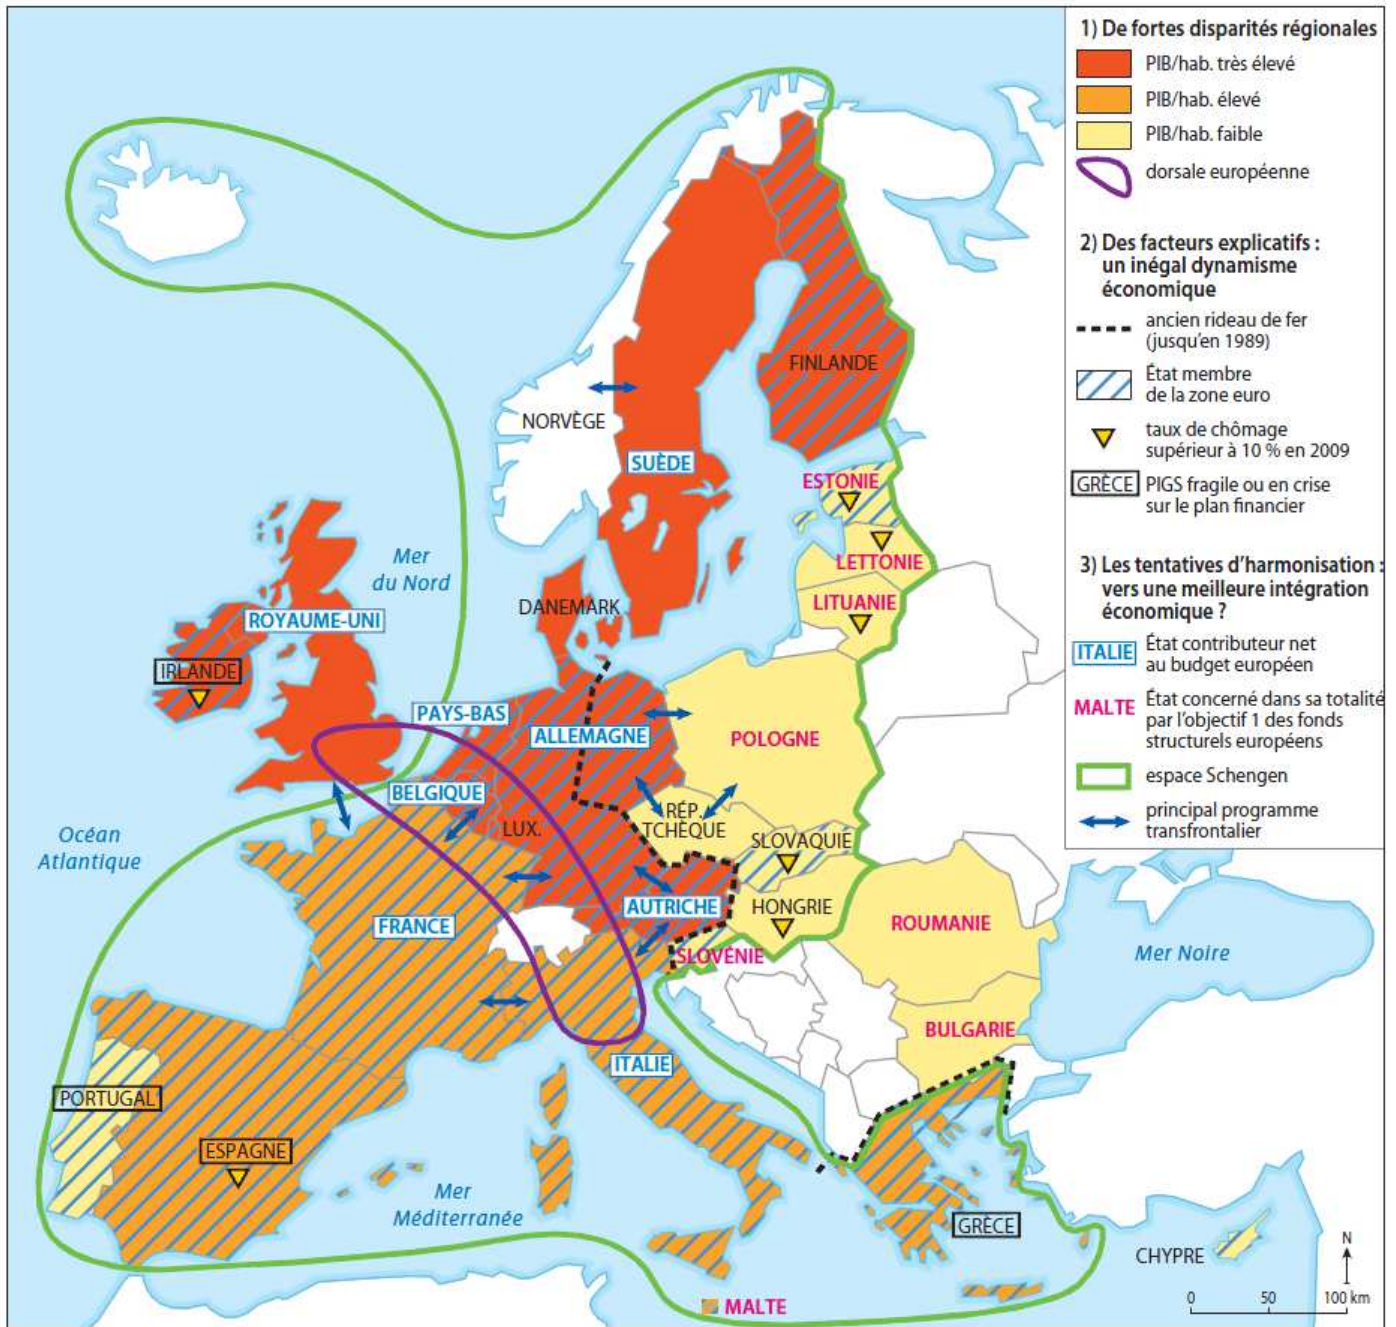 1) De fortes disparités régionales
PIB/hab. très élevé
PIB/hab. élevé
PIB/hab. faible
dorsale européenne
2) Des facteurs explicatifs :
un inégal dynamisme
économique
ancien rideau de fer
(jusqu'en 1989)
État membre
de la zone euro
taux de chômage
supérieur à 10 % en 2009
GRÈCE
PIGS fragile ou en crise
sur le plan financier
3) Les tentatives d'harmonisation :
vers une meilleure intégration
économique ?
ITALIE
État contributeur net
au budget européen
MALTE
État concerné dans sa totalité
par l'objectif 1 des fonds
structurels européens
espace Schengen
principal programme
transfrontalier
FINLANDE
NORVÈGE
SUÈDE
ESTONIE
Mer
du Nord
LETTONIE
LITUANIE
DANEMARK
ROYAUME-UNI
IRLANDE
PAYS-BAS
ALLEMAGNE
POLOGNE
BELGIQUE
LUX.
RÉP.
TCHÈQUE
SLOVAQUIE
Océan
Atlantique
AUTRICHE
HONGRIE
FRANCE
ROUMANIE
SLOVÉNIE
Mer Noire
BULGARIE
ITALIE
PORTUGAL
ESPAGNE
Mer
Méditerranée
GRÈCE
CHYPRE
MALTE
N
0 50 100 km